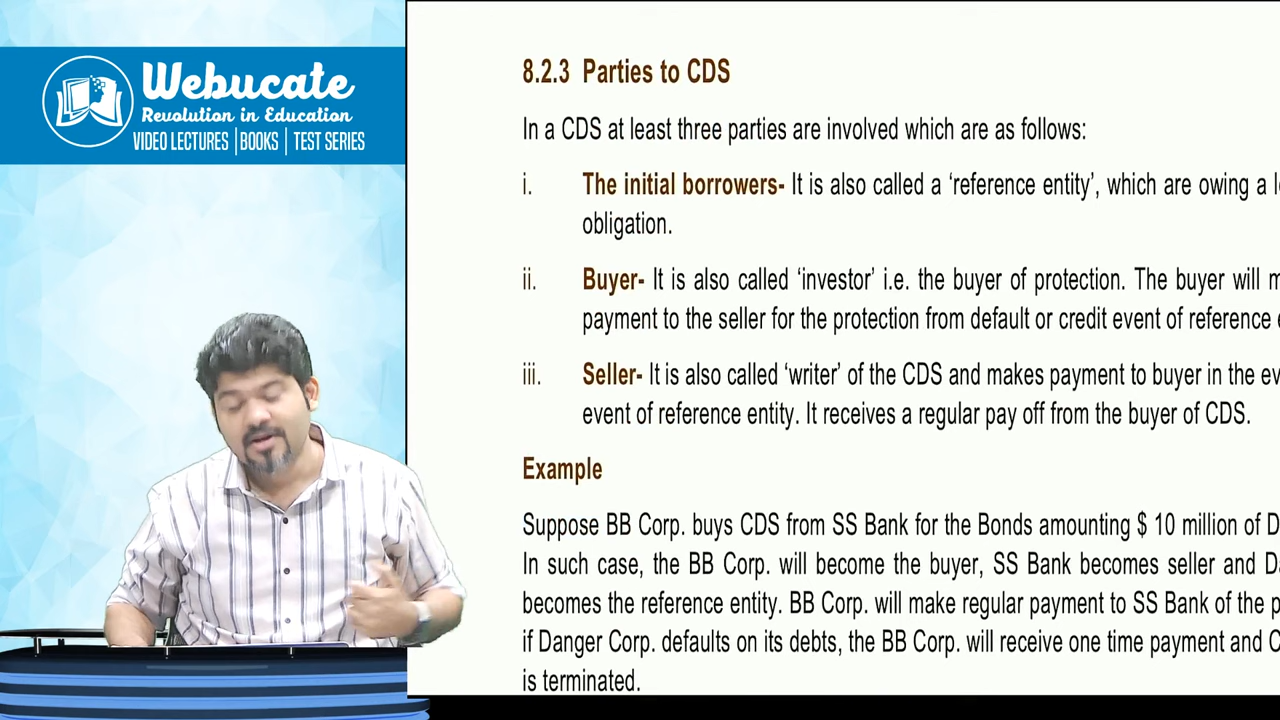 Webucate
Revolution in Education
VIDEO LECTURES | BOOKS | TEST SERIES
8.2.3 Parties to CDS
In a CDS at least three parties are involved which are as follows:
i. The initial borrowers- It is also called a ‘reference entity’, which are owing a
obligation.
ii. Buyer- It is also called ‘investor’ i.e. the buyer of protection. The buyer will
payment to the seller for the protection from default or credit event of reference
iii. Seller- It is also called ‘writer’ of the CDS and makes payment to buyer in the
event of reference entity. It receives a regular pay off from the buyer of CDS.
Example
Suppose BB Corp. buys CDS from SS Bank for the Bonds amounting $ 10 million of
In such case, the BB Corp. will become the buyer, SS Bank becomes seller and
becomes the reference entity. BB Corp. will make regular payment to SS Bank of the
if Danger Corp. defaults on its debts, the BB Corp. will receive one time payment and
is terminated.